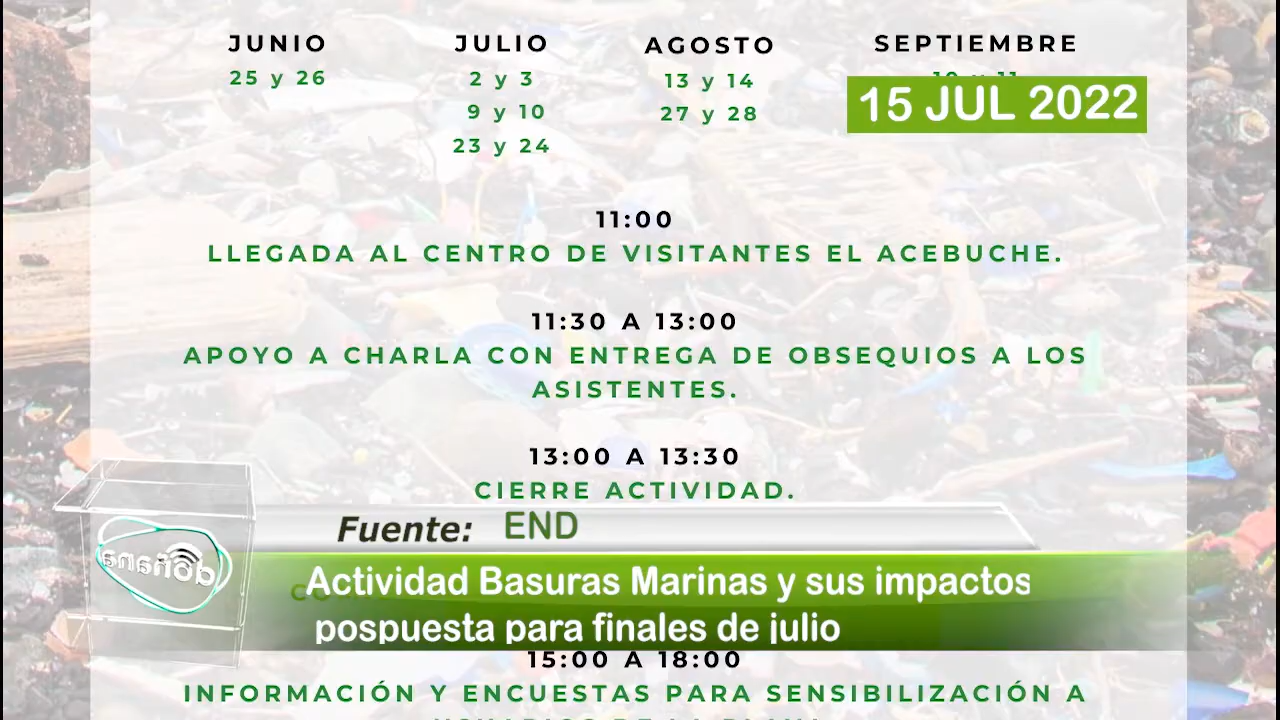 JUNIO
25 y 26
JULIO
2 y 3
9 y 10
23 y 24
AGOSTO
13 y 14
27 y 28
SEPTIEMBRE
15 JUL 2022
11:00
LLEGADA AL CENTRO DE VISITANTES EL ACEBUCHE.
11:30 A 13:00
APOYO A CHARLA CON ENTREGA DE OBSEQUIOS A LOS
ASISTENTES.
13:00 A 13:30
CIERRE ACTIVIDAD.
Fuente: END
Actividad Basuras Marinas y sus impactos
pospuesta para finales de julio
15:00 A 18:00
INFORMACIÓN Y ENCUESTAS PARA SENSIBILIZACIÓN A